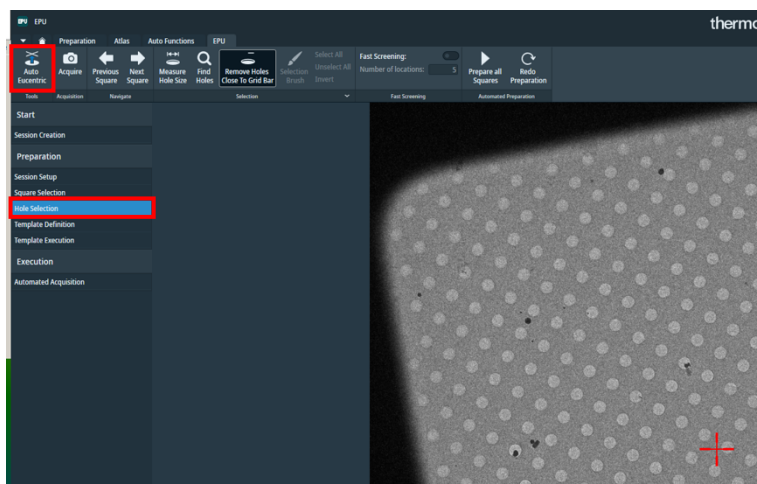 EPU EPU
thermo
Preparation Atlas Auto Functions EPU
Auto Eucentric
Acquire
Previous Square
Next Square
Measure Hole Size
Find Holes
Remove Holes Close To Grid Bar
Selection Brush
Select All
Unselect All
Invert
Fast Screening:
Number of locations: 5
Prepare all Squares
Redo Preparation
Tools Acquisition Navigate Selection Fast Screening Automated Preparation
Start
Session Creation
Preparation
Session Setup
Square Selection
Hole Selection
Template Definition
Template Execution
Execution
Automated Acquisition